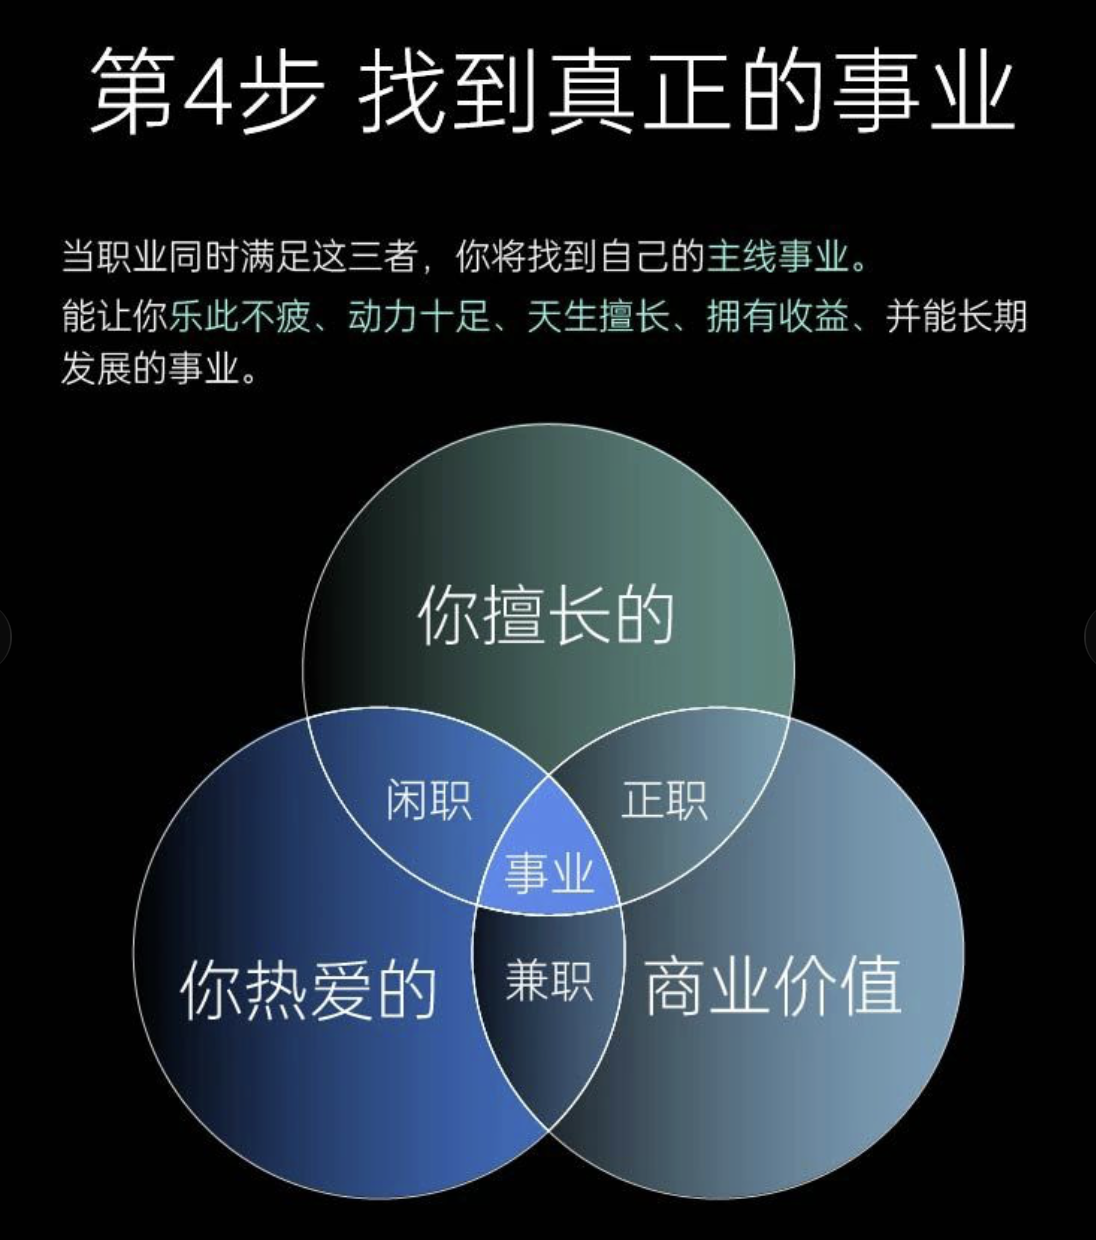 第4步 找到真正的事业
当职业同时满足这三者，你将找到自己的主线事业。
能让你乐此不疲、动力十足、天生擅长、拥有收益、并能长期
发展的事业。
你擅长的
闲职
正职
事业
你热爱的
兼职
商业价值